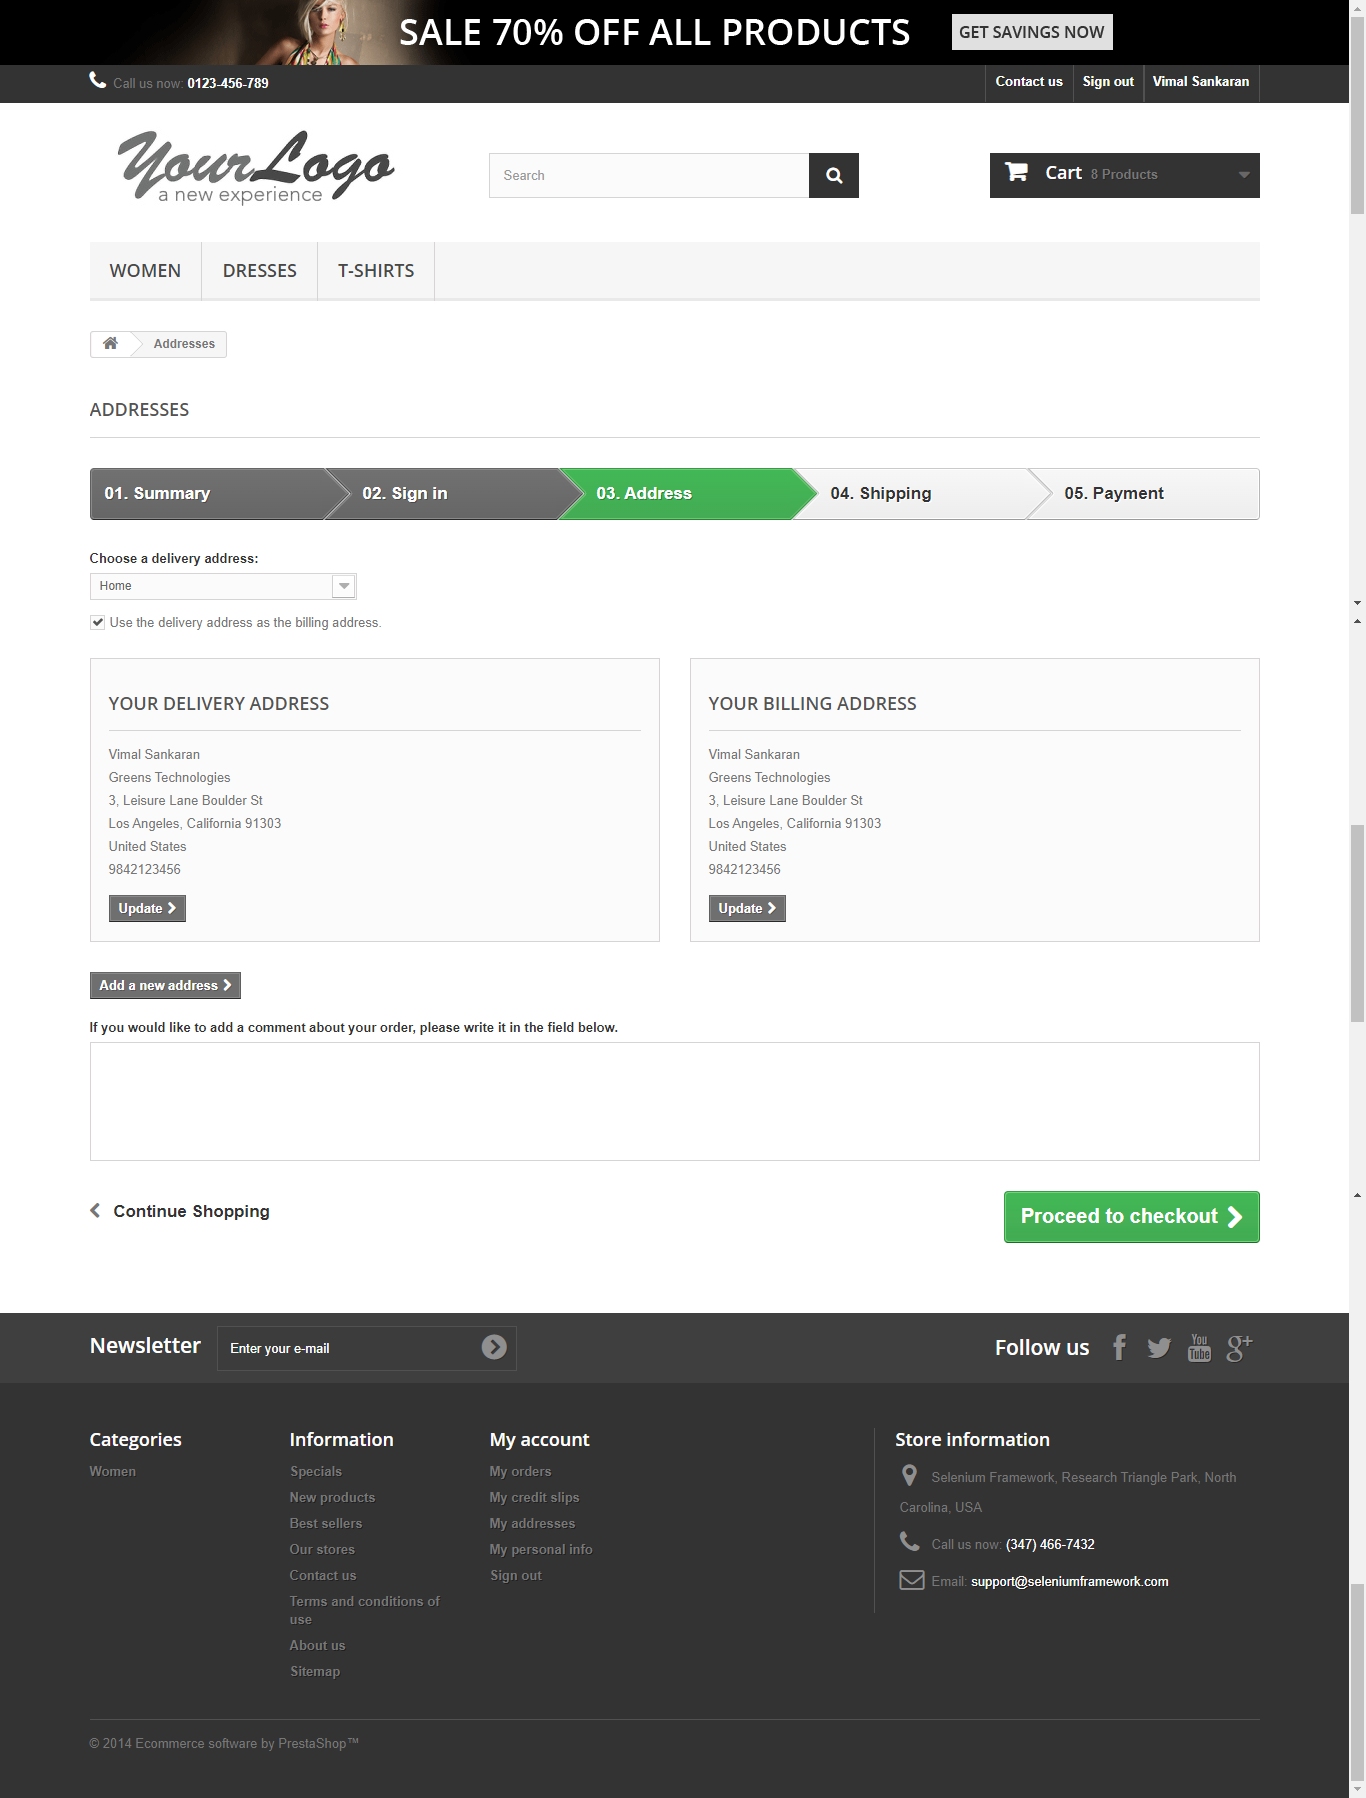 SALE 70% OFF ALL PRODUCTS GET SAVINGS NOW
Call us now: 0123-456-789 Contact us Sign out Vimal Sankaran
YourLogo
a new experience
Search
Cart 8 Products
WOMEN DRESSES T-SHIRTS
Addresses
ADDRESSES
01. Summary 02. Sign in 03. Address 04. Shipping 05. Payment
Choose a delivery address:
Home
Use the delivery address as the billing address.
YOUR DELIVERY ADDRESS
Vimal Sankaran
Greens Technologies
3, Leisure Lane Boulder St
Los Angeles, California 91303
United States
9842123456
Update
YOUR BILLING ADDRESS
Vimal Sankaran
Greens Technologies
3, Leisure Lane Boulder St
Los Angeles, California 91303
United States
9842123456
Update
Add a new address
If you would like to add a comment about your order, please write it in the field below.
Continue Shopping Proceed to checkout
Newsletter Enter your e-mail Follow us You Tube g+
Categories
Women
Information
Specials
New products
Best sellers
Our stores
Contact us
Terms and conditions of
use
About us
Sitemap
My account
My orders
My credit slips
My addresses
My personal info
Sign out
Store information
Selenium Framework, Research Triangle Park, North
Carolina, USA
Call us now: (347) 466-7432
Email: support@seleniumframework.com
© 2014 Ecommerce software by PrestaShop™